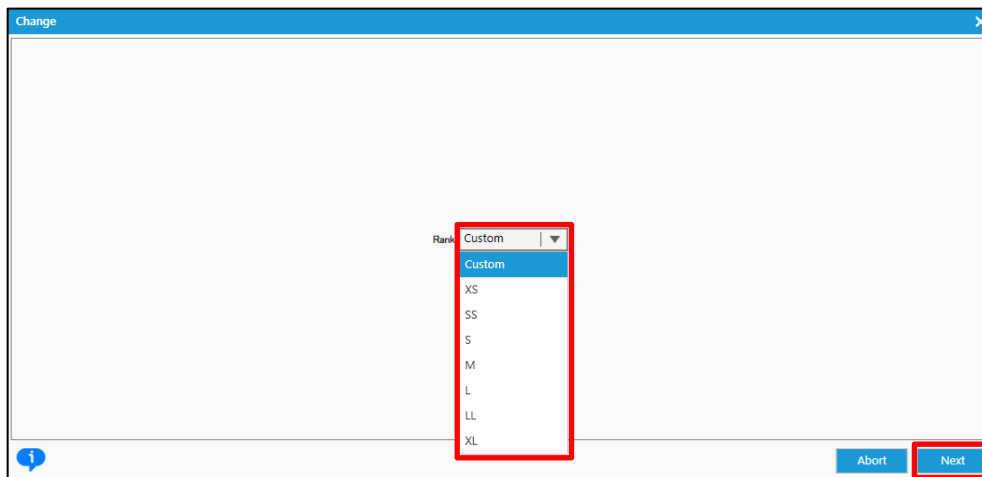 Change
Rank Custom
Custom
XS
SS
S
M
L
LL
XL
Abort Next